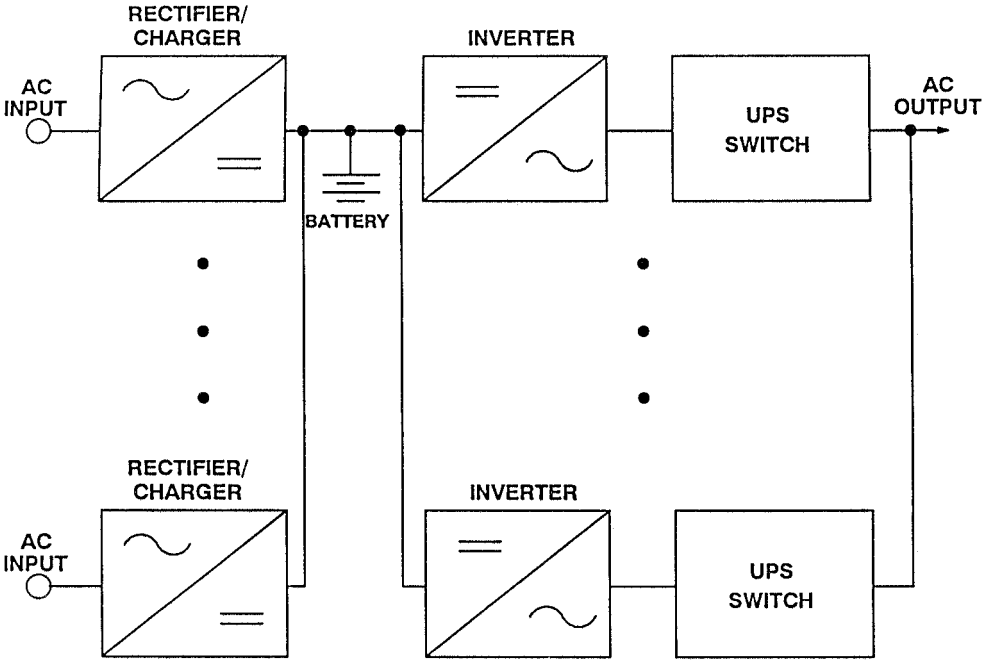 RECTIFIER/
CHARGER
INVERTER
AC
INPUT
UPS
SWITCH
AC
OUTPUT
BATTERY
RECTIFIER/
CHARGER
INVERTER
AC
INPUT
UPS
SWITCH